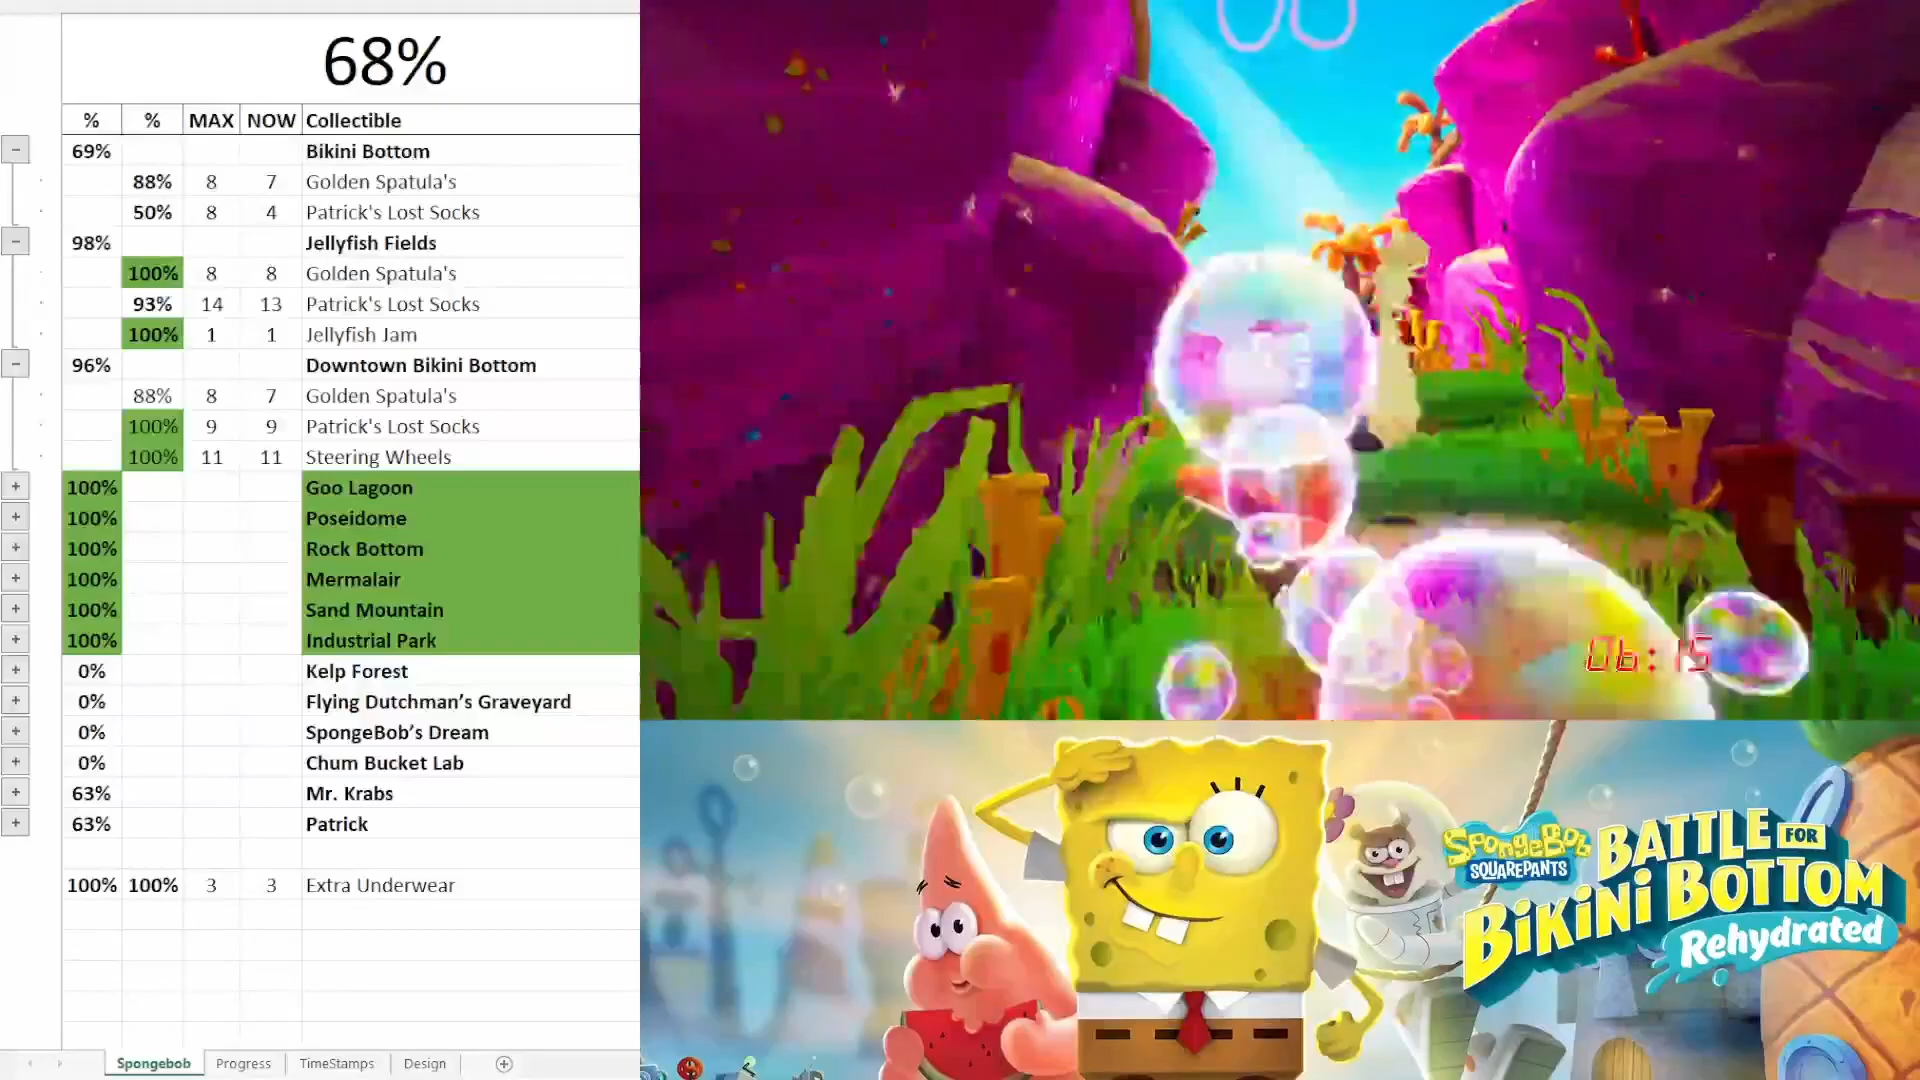 68%
% % MAX NOW Collectible
69% Bikini Bottom
88% 8 7 Golden Spatula's
50% 8 4 Patrick's Lost Socks
98% Jellyfish Fields
100% 8 8 Golden Spatula's
93% 14 13 Patrick's Lost Socks
100% 1 1 Jellyfish Jam
96% Downtown Bikini Bottom
88% 8 7 Golden Spatula's
100% 9 9 Patrick's Lost Socks
100% 11 11 Steering Wheels
100% Goo Lagoon
100% Poseidome
100% Rock Bottom
100% Mermalair
100% Sand Mountain
100% Industrial Park
0% Kelp Forest
0% Flying Dutchman’s Graveyard
0% SpongeBob’s Dream
0% Chum Bucket Lab
63% Mr. Krabs
63% Patrick
100% 100% 3 3 Extra Underwear
Spongebob Progress TimeStamps Design
06:15
SpongeBob
SQUAREPANTS
BATTLE FOR
BiKiNi BOTTOM
Rehydrated